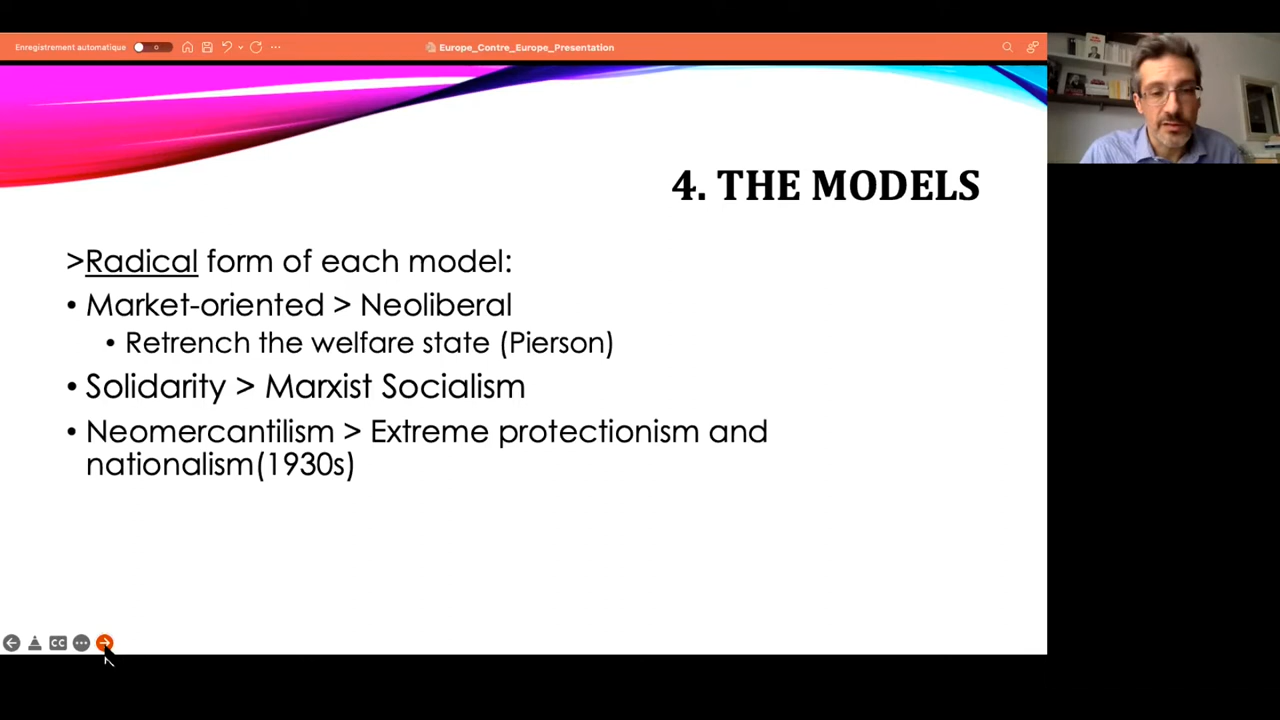 Enregistrement automatique
Europe_Contre_Europe_Presentation
4. THE MODELS
>Radical form of each model:
• Market-oriented > Neoliberal
• Retrench the welfare state (Pierson)
• Solidarity > Marxist Socialism
• Neomercantilism > Extreme protectionism and
nationalism(1930s)
CC